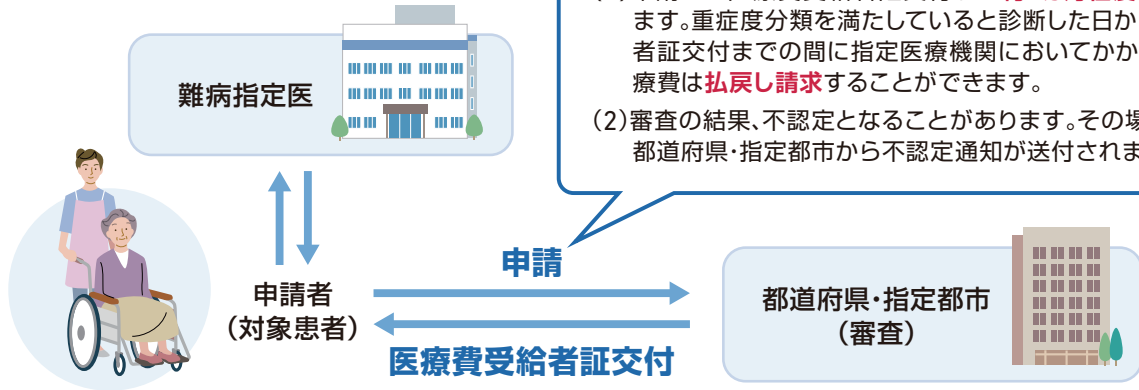 ます。重症度分類を満たしていると診断した日か
者証交付までの間に指定医療機関においてかか
療費は払戻し請求することができます。
(2)審査の結果、不認定となることがあります。その場
都道府県・指定都市から不認定通知が送付されま
難病指定医
申請
申請者
(対象患者)
都道府県・指定都市
(審査)
医療費受給者証交付